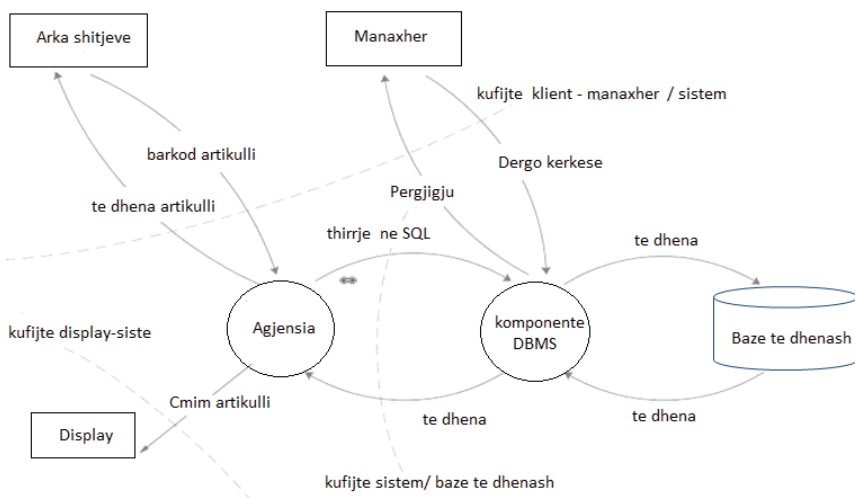 Arka shitjeve
Manaxher
kufijte klient - manaxher / sistem
barkod artikulli
Dergo kerkese
Pergjigju
te dhena artikulli
thirrje ne SQL
te dhena
Agjensia
komponente
DBMS
Baze te dhenash
kufijte display-siste
Cmim artikulli
te dhena
te dhena
Display
kufijte sistem/ baze te dhenash